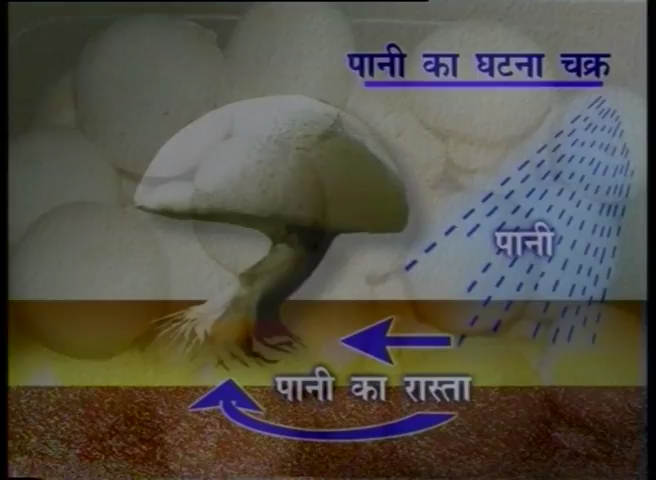 पानी का घटना चक्र
पानी
पानी का रास्ता